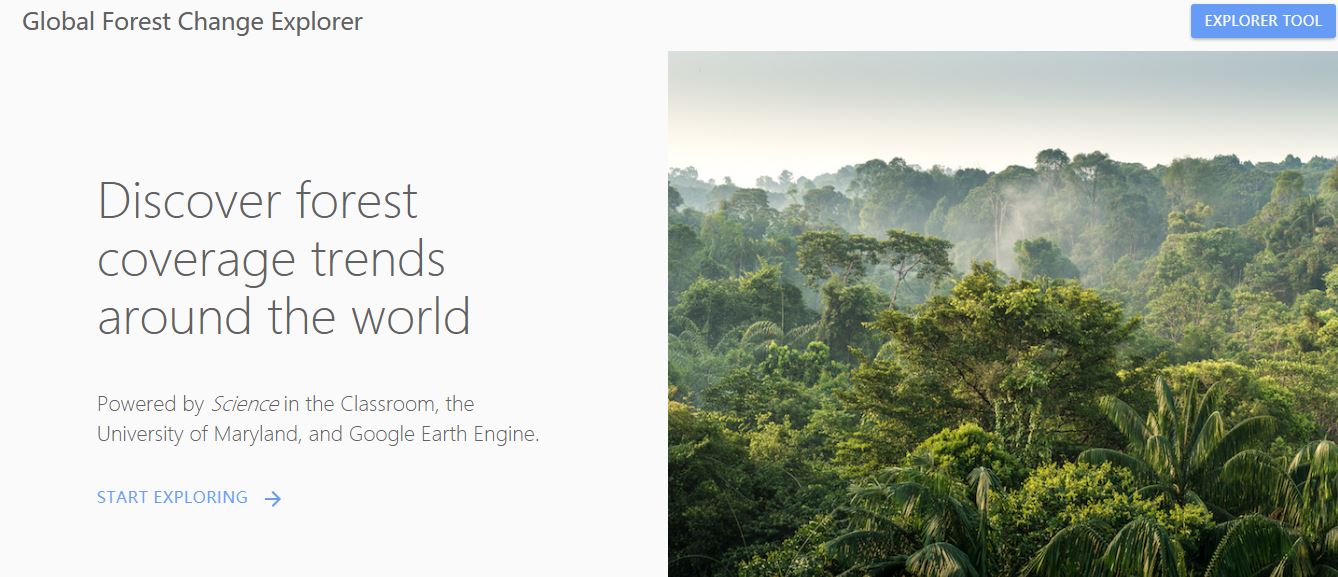 Global Forest Change Explorer
EXPLORER TOOL
Discover forest
coverage trends
around the world
Powered by Science in the Classroom, the
University of Maryland, and Google Earth Engine.
START EXPLORING